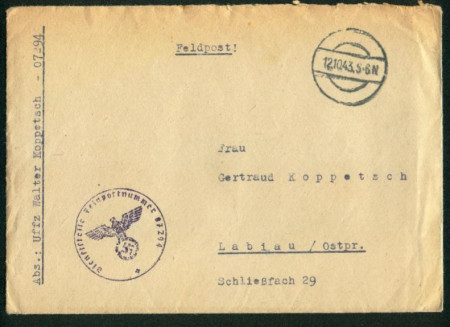 Feldpost!
12.10.43.5-6N.
Abs.: Uffz Walter Koppetsch - 07294
Frau
Gertraud Koppetsch
Labiau / Ostpr.
Schließfach 29
Dienststelle Feldpostnummer 07294